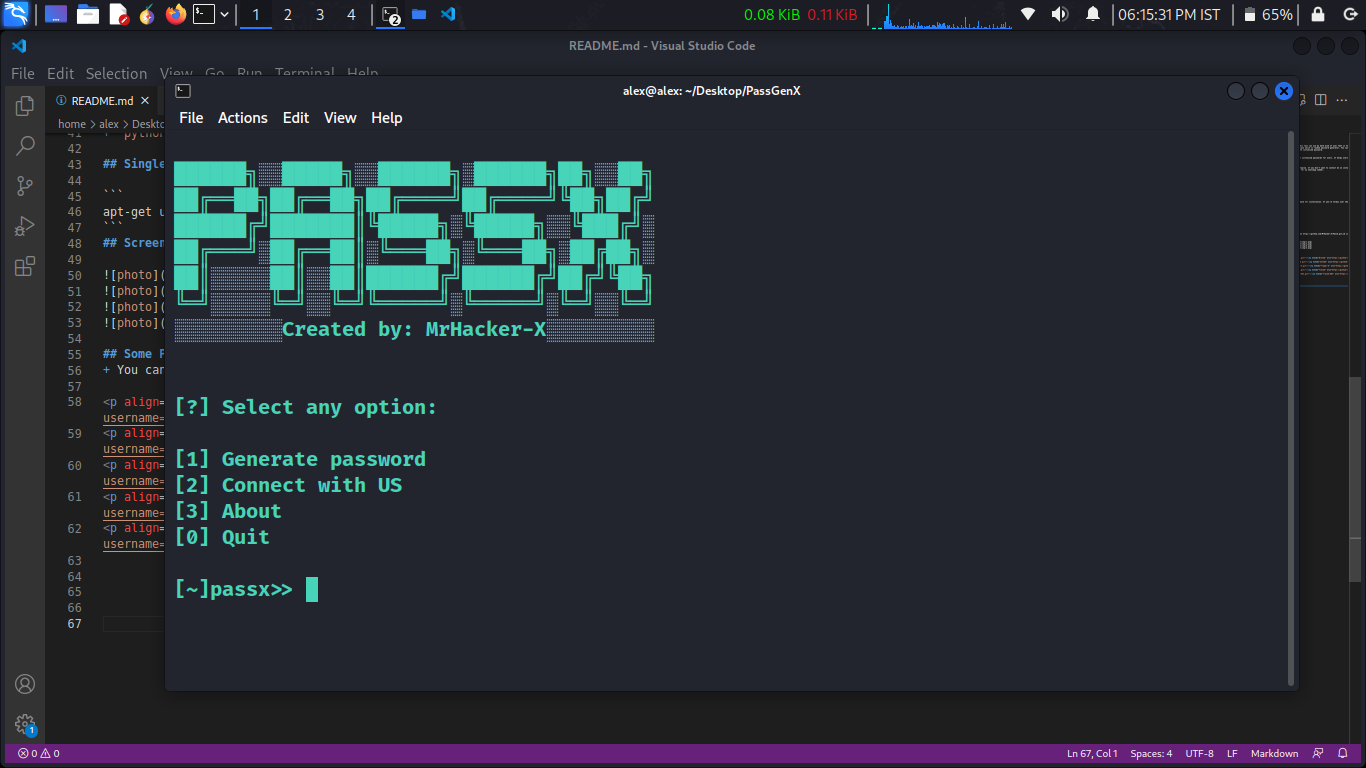 1 2 3 4
2
0.08 KiB 0.11 KiB
06:15:31 PM IST
65%
README.md - Visual Studio Code
File Edit Selection View Go Run Terminal Help
README.md
home > alex >
alex@alex: ~/Desktop/PassGenX
File Actions Edit View Help
41
42
43 ## Single
44
45 ```
46 apt-get u
47 ```
48 ## Screen
49
50 ![photo](
51 ![photo](
52 ![photo](
53 ![photo](
54
55 ## Some P
56 + You can
57
58 <p align=
username=
59 <p align=
username=
60 <p align=
username=
61 <p align=
username=
62 <p align=
username=
63
64
65
66
67
PASSX
Created by: MrHacker-X
[?] Select any option:
[1] Generate password
[2] Connect with US
[3] About
[0] Quit
[~]passx>>
1
0 0
Ln 67, Col 1 Spaces: 4 UTF-8 LF Markdown